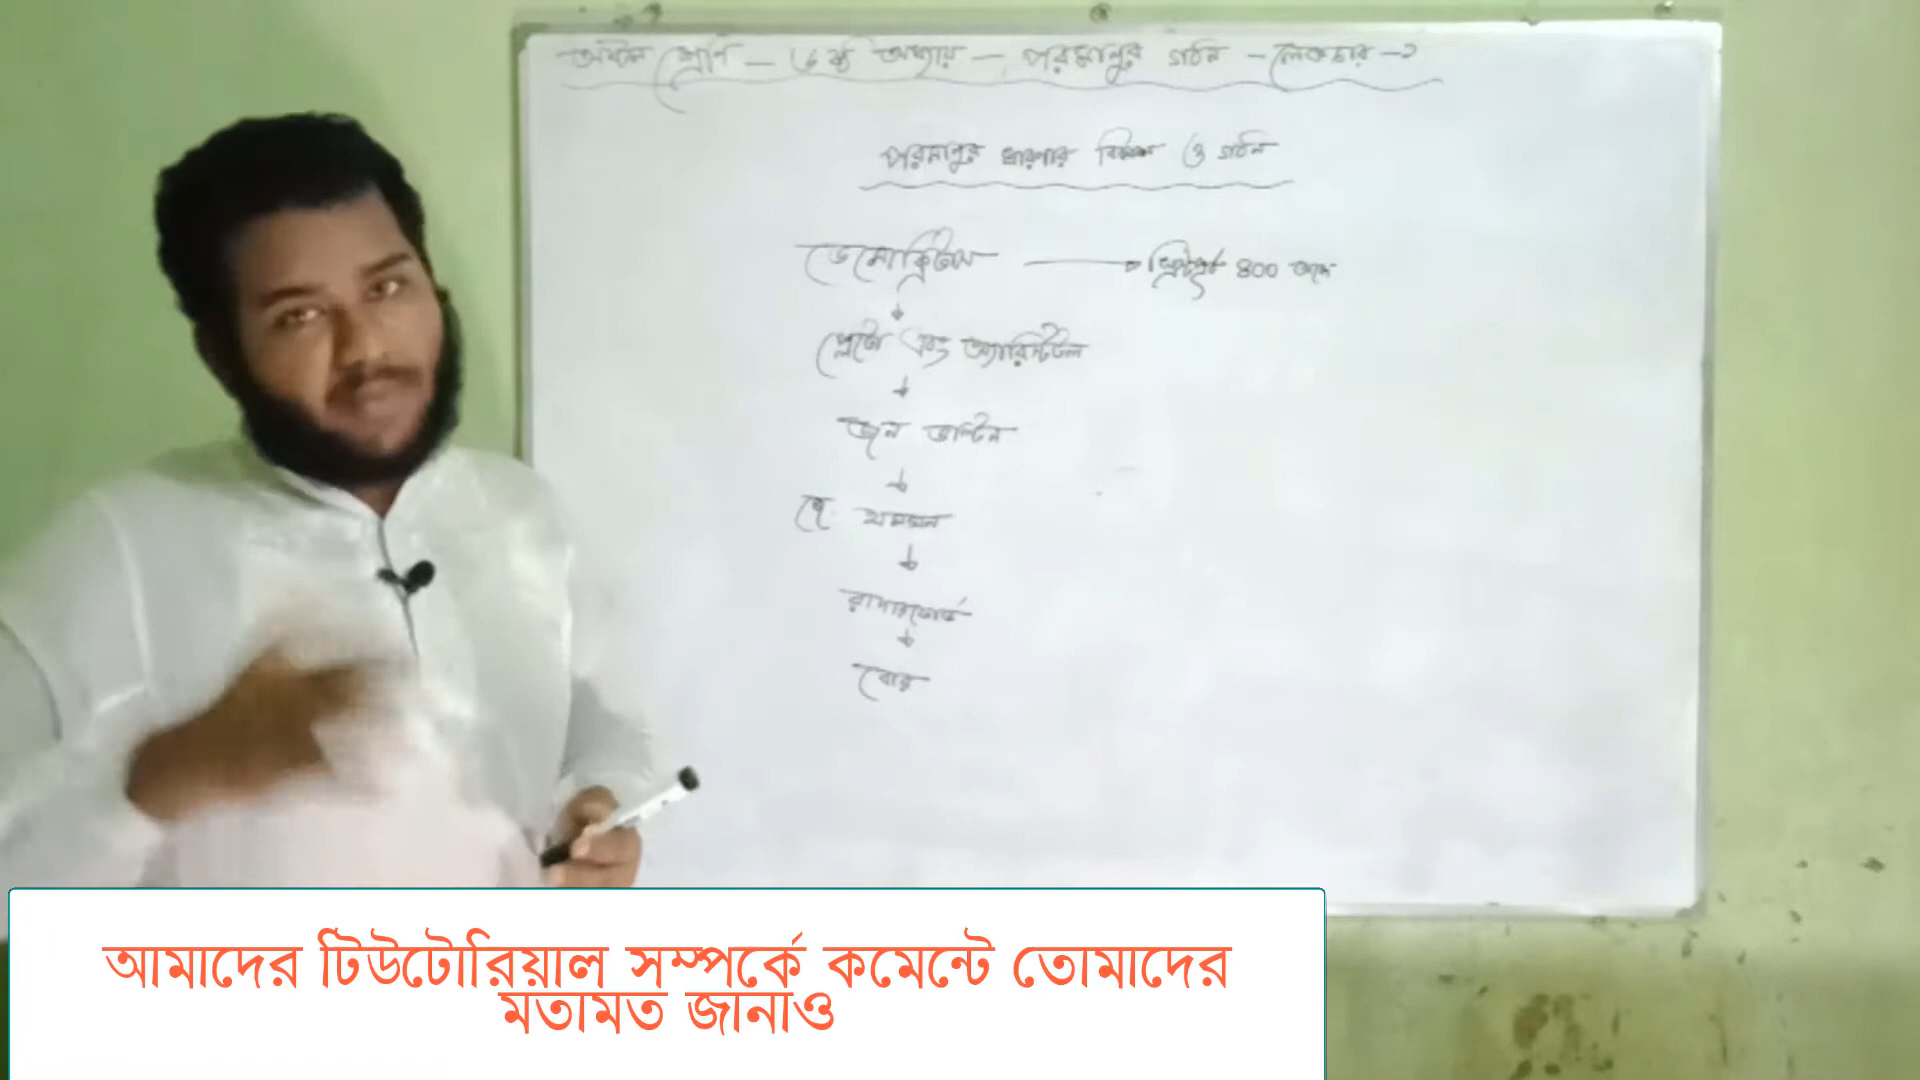 অষ্টম শ্রেণি – ৬ষ্ঠ অধ্যায় – পরমানুর গঠন – লেকচার – ১
পরমানুর ধারণার বিকাশ ও গঠন
ডেমোক্রিটাস → খ্রিস্টপূর্ব 400 অব্দে
প্লেটো এবং অ্যারিস্টটল
জন ডাল্টন
জে. থমসন
রাদারফোর্ড
বোর
আমাদের টিউটোরিয়াল সম্পর্কে কমেন্টে তোমাদের
মতামত জানাও